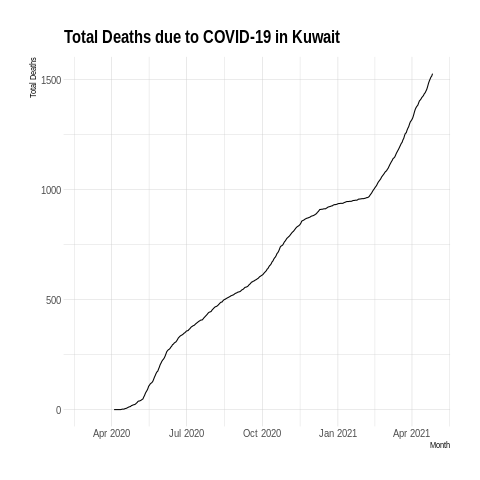 Total Deaths due to COVID-19 in Kuwait
Total Deaths
1500
1000
500
0
Apr 2020 Jul 2020 Oct 2020 Jan 2021 Apr 2021
Month